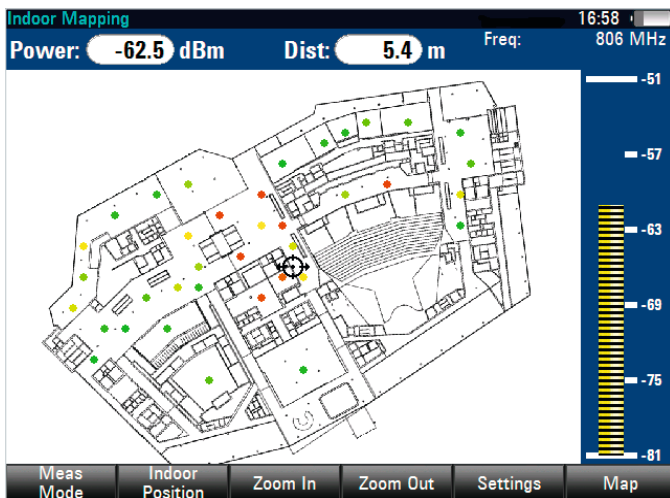 Indoor Mapping 16:58
Power: -62.5 dBm Dist: 5.4 m Freq: 806 MHz
-51
-57
-63
-69
-75
-81
Meas Mode Indoor Position Zoom In Zoom Out Settings Map